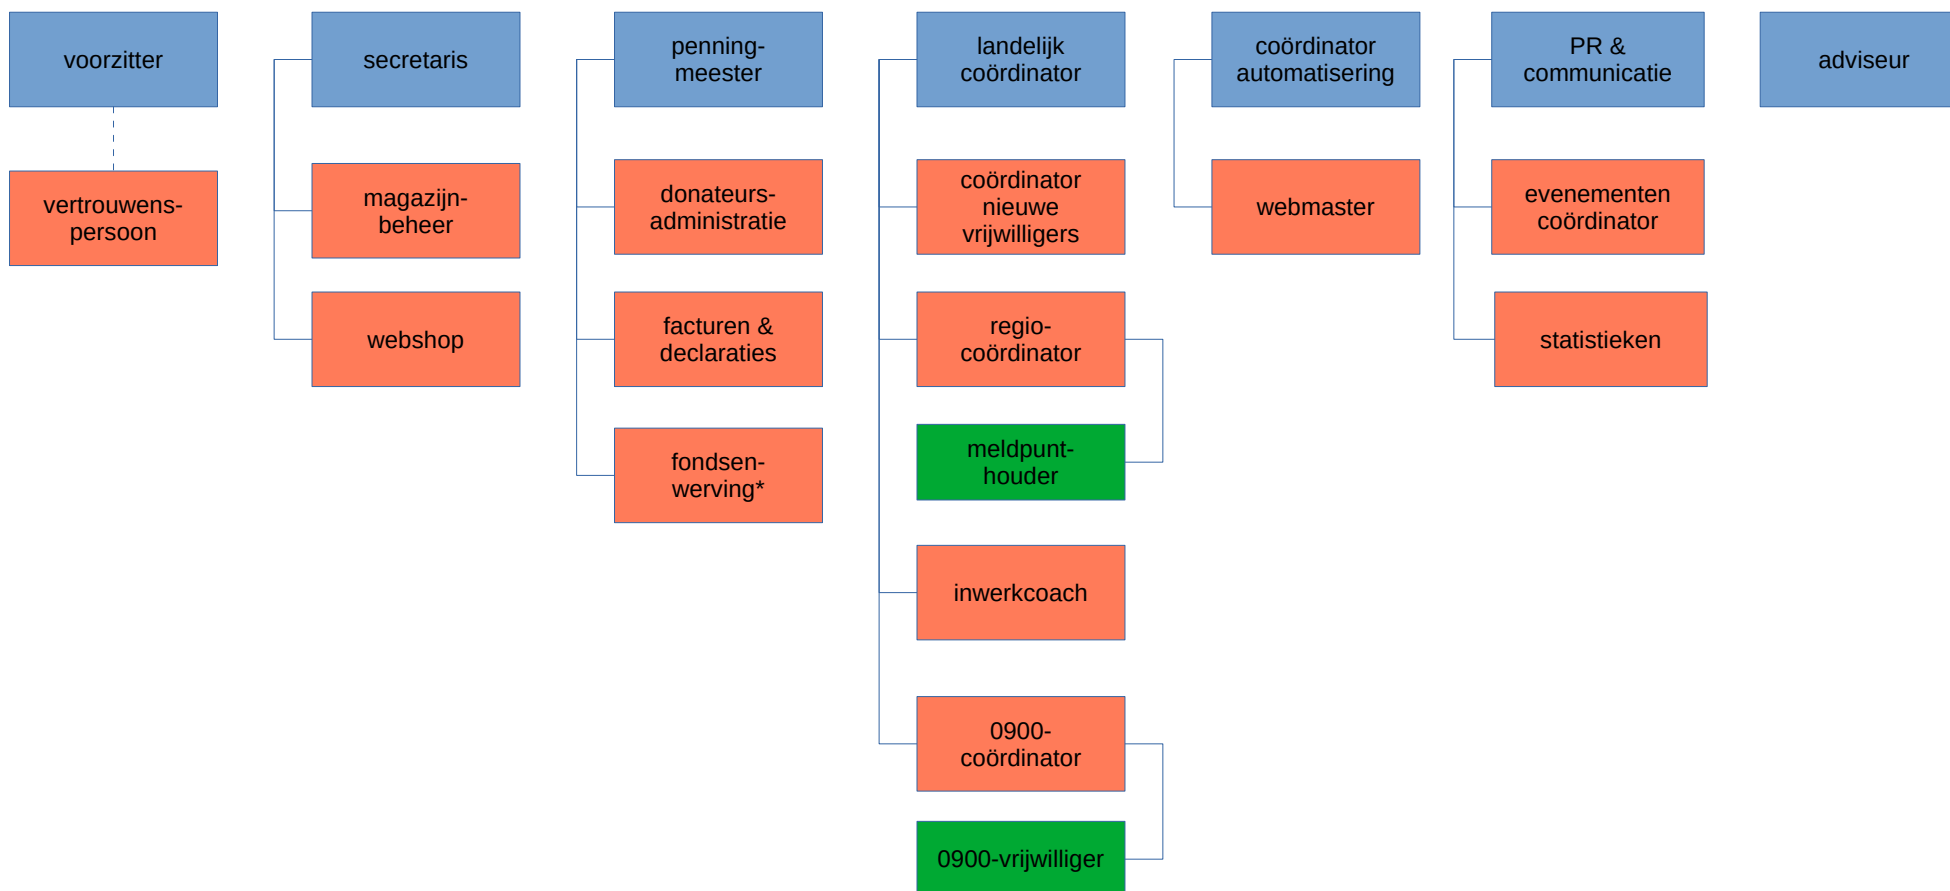 voorzitter
secretaris
penning-
meester
landelijk
coördinator
coördinator
automatisering
PR &
communicatie
adviseur
vertrouwens-
persoon
magazijn-
beheer
donateurs-
administratie
coördinator
nieuwe
vrijwilligers
webmaster
evenementen
coördinator
webshop
facturen &
declaraties
regio-
coördinator
statistieken
fondsen-
werving*
meldpunt-
houder
inwerkcoach
0900-
coördinator
0900-vrijwilliger